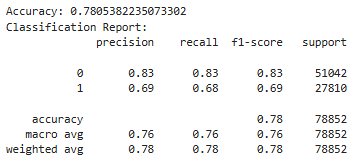 Accuracy: 0.7805382235073302
Classification Report:
precision recall f1-score support
0 0.83 0.83 0.83 51042
1 0.69 0.68 0.69 27810
accuracy 0.78 78852
macro avg 0.76 0.76 0.76 78852
weighted avg 0.78 0.78 0.78 78852